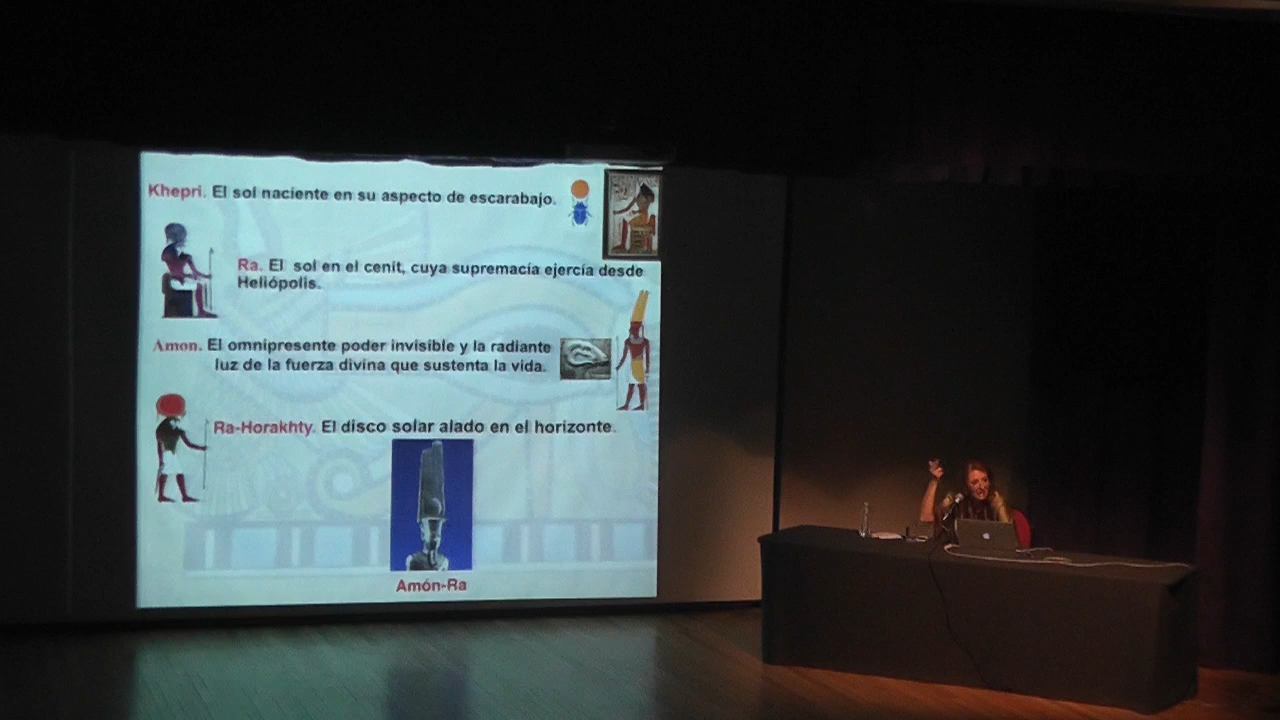 Khepri. El sol naciente en su aspecto de escarabajo.
Ra. El sol en el cenit, cuya supremacía ejercía desde
Heliópolis.
Amon. El omnipresente poder invisible y la radiante
luz de la fuerza divina que sustenta la vida.
Ra-Horakhty. El disco solar alado en el horizonte.
Amón-Ra